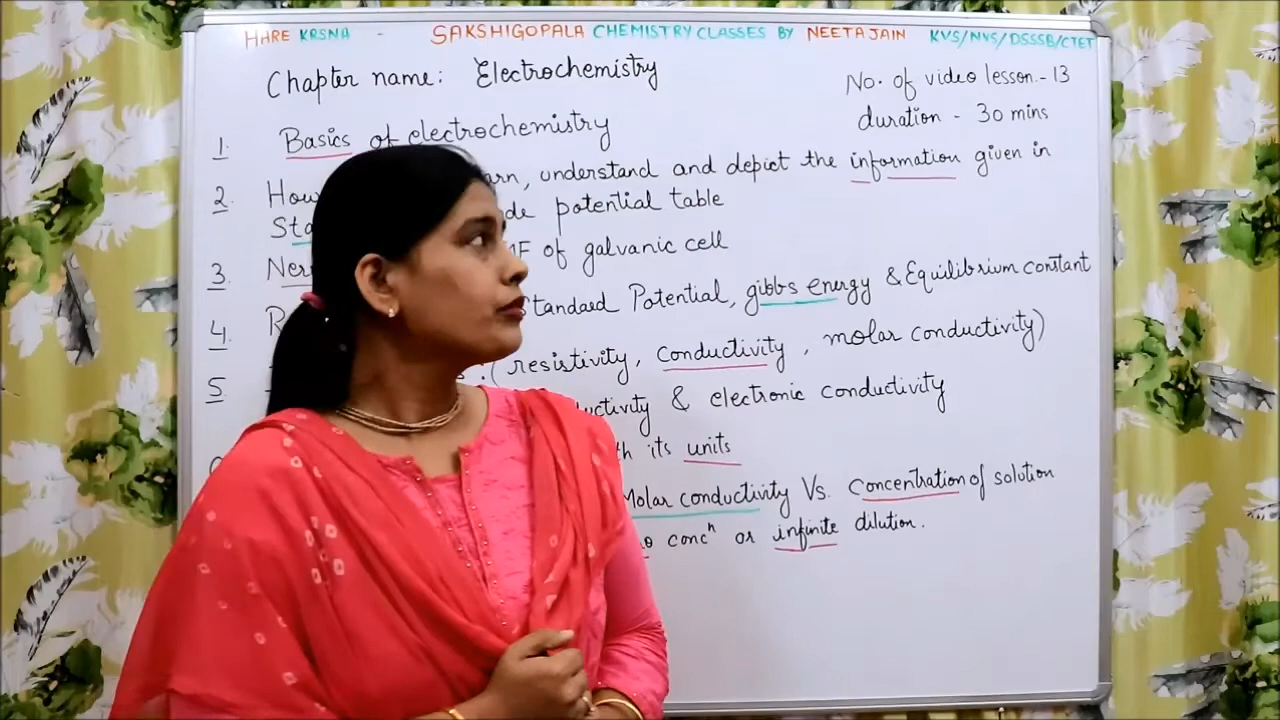 HARE KRSNA - SAKSHIGOPALA CHEMISTRY CLASSES BY NEETA JAIN KVS/NVS/DSSSB/CTET
Chapter name: Electrochemistry
No. of video lesson - 13
duration - 30 mins
1. Basics of electrochemistry
2. How arn, understand and depict the information given in
Sta de potential table
3. Ner MF of galvanic cell
4. R Standard Potential, gibbs energy & Equilibrium constant
5. :(resistivity, conductivity, molar conductivity)
uctivity & electronic conductivity
th its units
Molar conductivity Vs. Concentration of solution
o concn or infinite dilution.